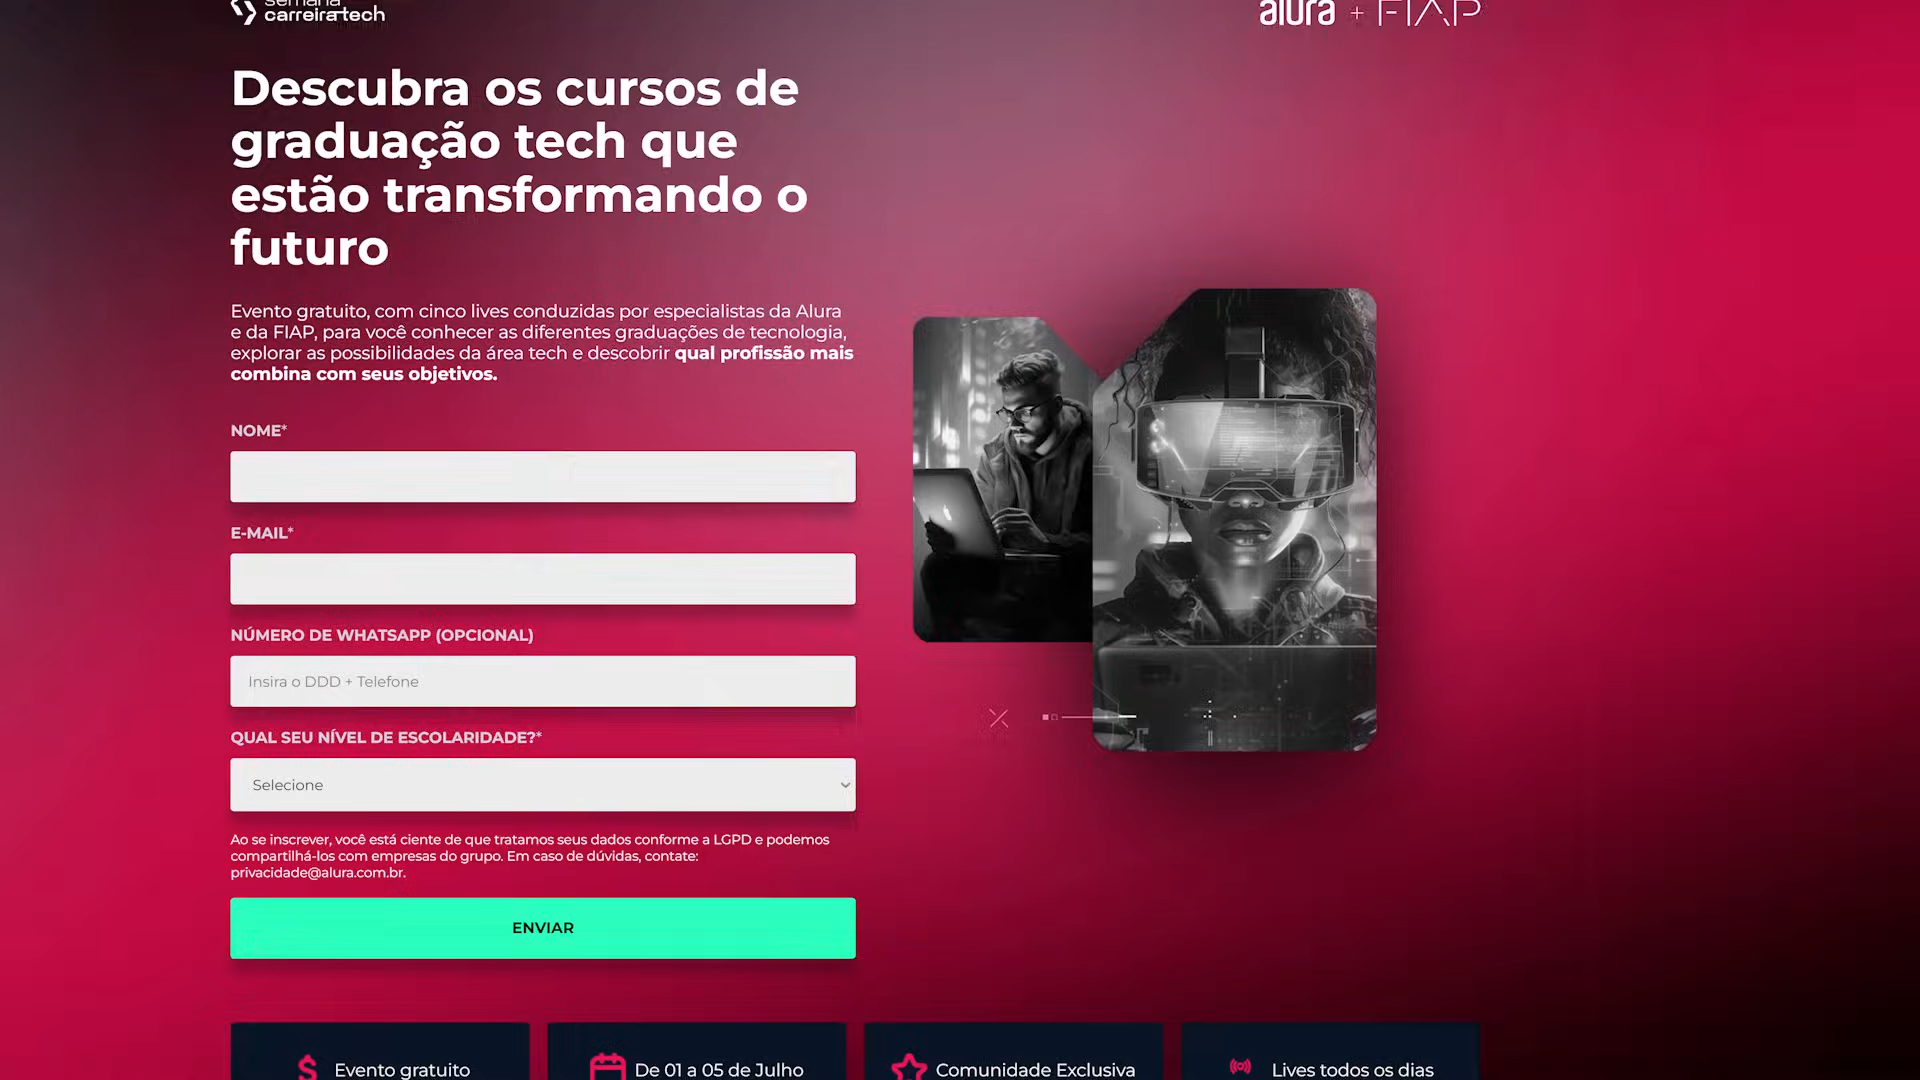 semana
carreira tech
alura + FIAP
Descubra os cursos de
graduação tech que
estão transformando o
futuro
Evento gratuito, com cinco lives conduzidas por especialistas da Alura
e da FIAP, para você conhecer as diferentes graduações de tecnologia,
explorar as possibilidades da área tech e descobrir qual profissão mais
combina com seus objetivos.
NOME*
E-MAIL*
NÚMERO DE WHATSAPP (OPCIONAL)
Insira o DDD + Telefone
QUAL SEU NÍVEL DE ESCOLARIDADE?*
Selecione
Ao se inscrever, você está ciente de que tratamos seus dados conforme a LGPD e podemos
compartilhá-los com empresas do grupo. Em caso de dúvidas, contate:
privacidade@alura.com.br.
ENVIAR
Evento gratuito
De 01 a 05 de Julho
Comunidade Exclusiva
Lives todos os dias